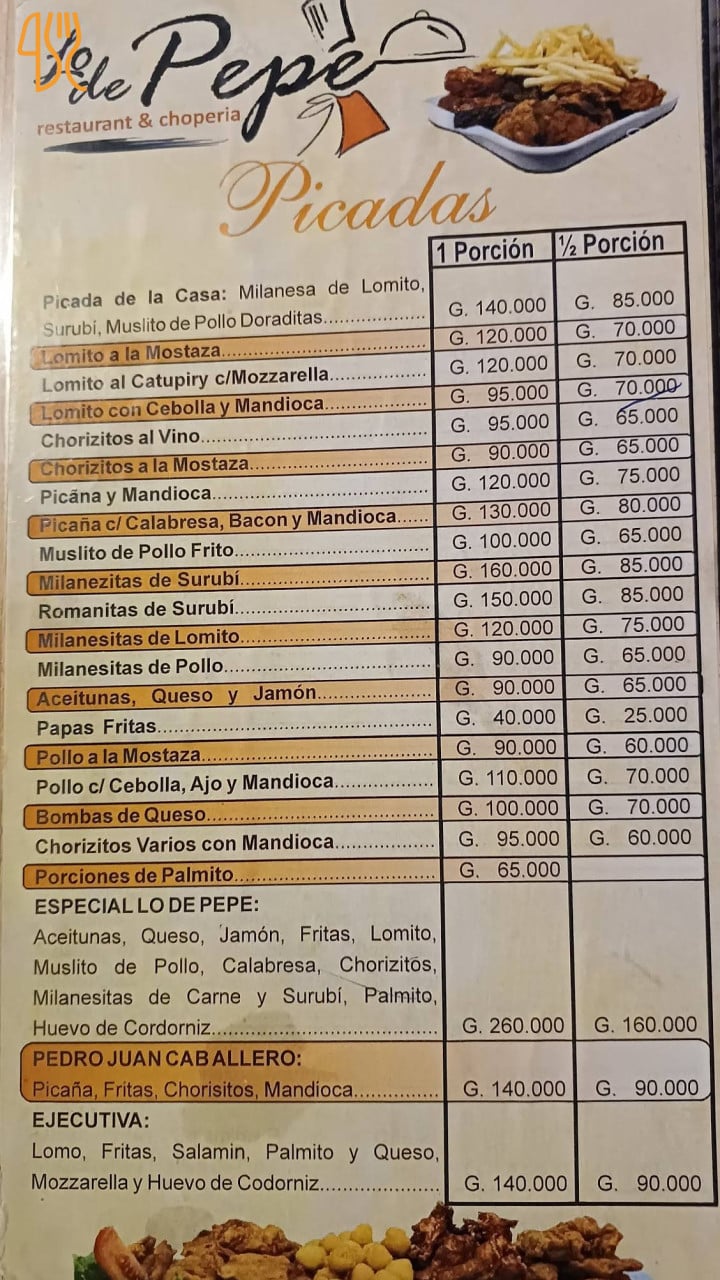 Lo de Pepe
restaurant & choperia
Picadas
1 Porción ½ Porción
Picada de la Casa: Milanesa de Lomito,
Surubí, Muslito de Pollo Doraditas................... G. 140.000 G. 85.000
Lomito a la Mostaza.................................. G. 120.000 G. 70.000
Lomito al Catupiry c/Mozzarella................. G. 120.000 G. 70.000
Lomito con Cebolla y Mandioca.................. G. 95.000 G. 70.000
Chorizitos al Vino........................................ G. 95.000 G. 65.000
Chorizitos a la Mostaza............................... G. 90.000 G. 65.000
Picãna y Mandioca...................................... G. 120.000 G. 75.000
Picaña c/ Calabresa, Bacon y Mandioca...... G. 130.000 G. 80.000
Muslito de Pollo Frito.................................. G. 100.000 G. 65.000
Milanezitas de Surubí.................................. G. 160.000 G. 85.000
Romanitas de Surubí................................... G. 150.000 G. 85.000
Milanesitas de Lomito.................................. G. 120.000 G. 75.000
Milanesitas de Pollo.................................... G. 90.000 G. 65.000
Aceitunas, Queso y Jamón.................... G. 90.000 G. 65.000
Papas Fritas................................................ G. 40.000 G. 25.000
Pollo a la Mostaza....................................... G. 90.000 G. 60.000
Pollo c/ Cebolla, Ajo y Mandioca................. G. 110.000 G. 70.000
Bombas de Queso....................................... G. 100.000 G. 70.000
Chorizitos Varios con Mandioca................. G. 95.000 G. 60.000
Porciones de Palmito................................... G. 65.000
ESPECIAL LO DE PEPE:
Aceitunas, Queso, Jamón, Fritas, Lomito,
Muslito de Pollo, Calabresa, Chorizitos,
Milanesitas de Carne y Surubí, Palmito,
Huevo de Cordorniz....................................... G. 260.000 G. 160.000
PEDRO JUAN CABALLERO:
Picaña, Fritas, Chorisitos, Mandioca............... G. 140.000 G. 90.000
EJECUTIVA:
Lomo, Fritas, Salamin, Palmito y Queso,
Mozzarella y Huevo de Codorniz..................... G. 140.000 G. 90.000